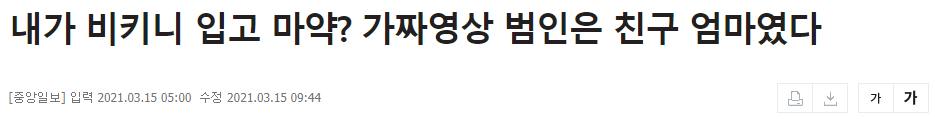 내가 비키니 입고 마약? 가짜영상 범인은 친구 엄마였다
[중앙일보] 입력 2021.03.15 05:00 수정 2021.03.15 09:44 가 가